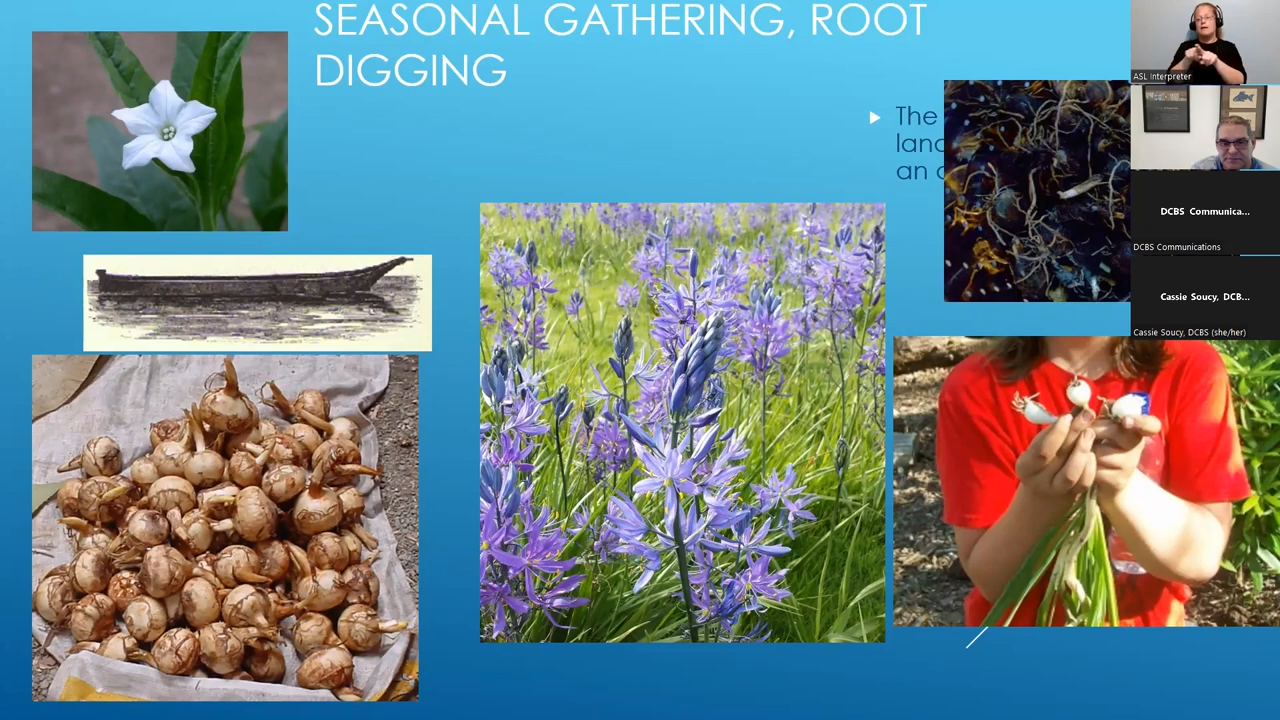 SEASONAL GATHERING, ROOT
DIGGING
The
an
ASL Interpreter
DCBS Communica...
DCBS Communications
Cassie Soucy, DCB...
Cassie Soucy, DCBS (she/her)